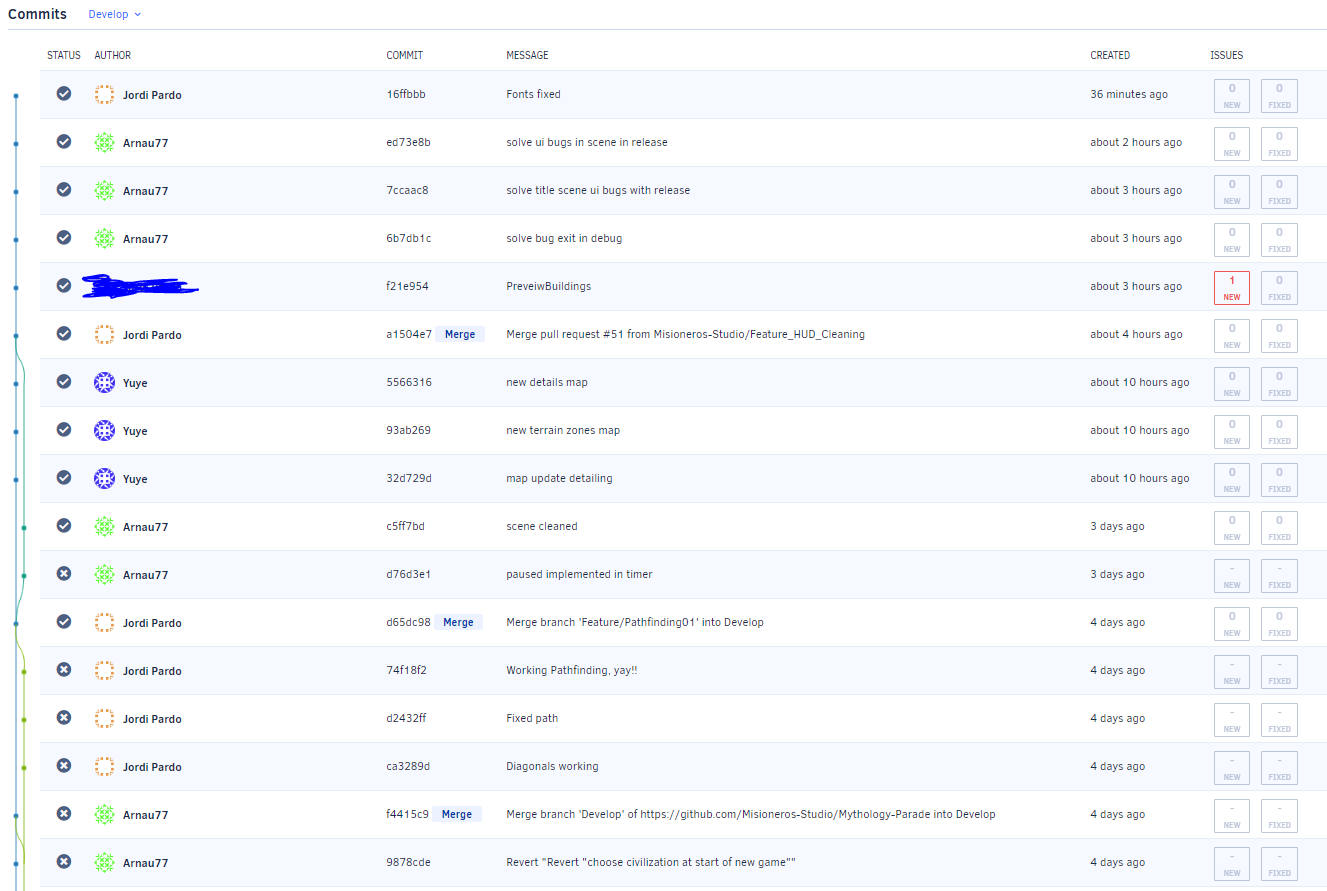 Commits Develop
STATUS AUTHOR COMMIT MESSAGE CREATED ISSUES
Jordi Pardo 16ffbbb Fonts fixed 36 minutes ago 0 NEW 0 FIXED
Arnau77 ed73e8b solve ui bugs in scene in release about 2 hours ago 0 NEW 0 FIXED
Arnau77 7ccaac8 solve title scene ui bugs with release about 3 hours ago 0 NEW 0 FIXED
Arnau77 6b7db1c solve bug exit in debug about 3 hours ago 0 NEW 0 FIXED
f21e954 PreveiwBuildings about 3 hours ago 1 NEW 0 FIXED
Jordi Pardo a1504e7 Merge Merge pull request #51 from Misioneros-Studio/Feature_HUD_Cleaning about 4 hours ago 0 NEW 0 FIXED
Yuye 5566316 new details map about 10 hours ago 0 NEW 0 FIXED
Yuye 93ab269 new terrain zones map about 10 hours ago 0 NEW 0 FIXED
Yuye 32d729d map update detailing about 10 hours ago 0 NEW 0 FIXED
Arnau77 c5ff7bd scene cleaned 3 days ago 0 NEW 0 FIXED
Arnau77 d76d3e1 paused implemented in timer 3 days ago - NEW - FIXED
Jordi Pardo d65dc98 Merge Merge branch 'Feature/Pathfinding01' into Develop 4 days ago 0 NEW 0 FIXED
Jordi Pardo 74f18f2 Working Pathfinding, yay!! 4 days ago - NEW - FIXED
Jordi Pardo d2432ff Fixed path 4 days ago - NEW - FIXED
Jordi Pardo ca3289d Diagonals working 4 days ago - NEW - FIXED
Arnau77 f4415c9 Merge Merge branch 'Develop' of https://github.com/Misioneros-Studio/Mythology-Parade into Develop 4 days ago - NEW - FIXED
Arnau77 9878cde Revert "Revert "choose civilization at start of new game"" 4 days ago - NEW - FIXED